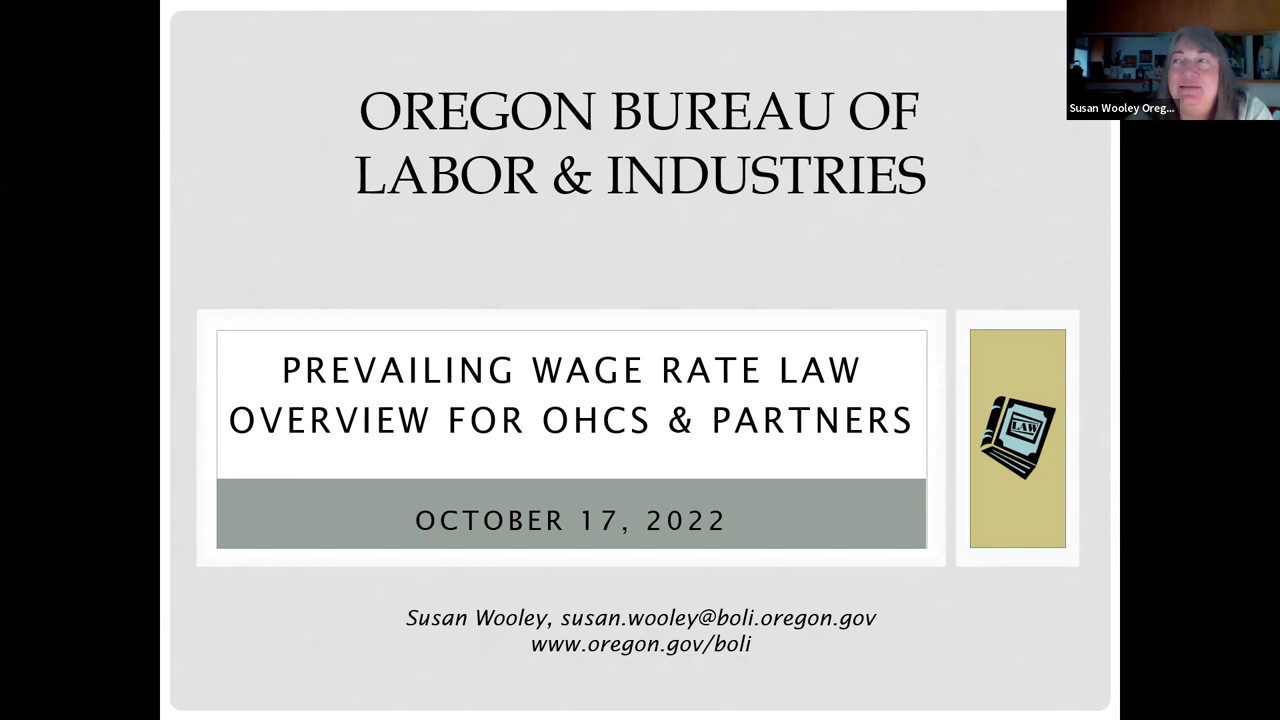 OREGON BUREAU OF
LABOR & INDUSTRIES
Susan Wooley Oreg...
PREVAILING WAGE RATE LAW
OVERVIEW FOR OHCS & PARTNERS
LAW
OCTOBER 17, 2022
Susan Wooley, susan.wooley@boli.oregon.gov
www.oregon.gov/boli